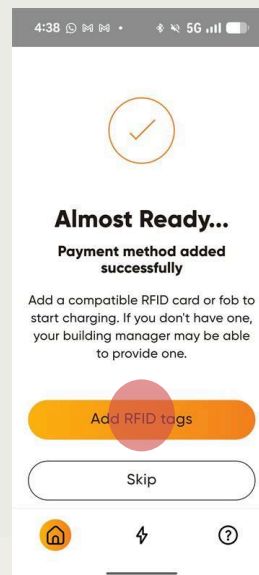 4:38 5G
Almost Ready...
Payment method added
successfully
Add a compatible RFID card or fob to
start charging. If you don't have one,
your building manager may be able
to provide one.
Add RFID tags
Skip